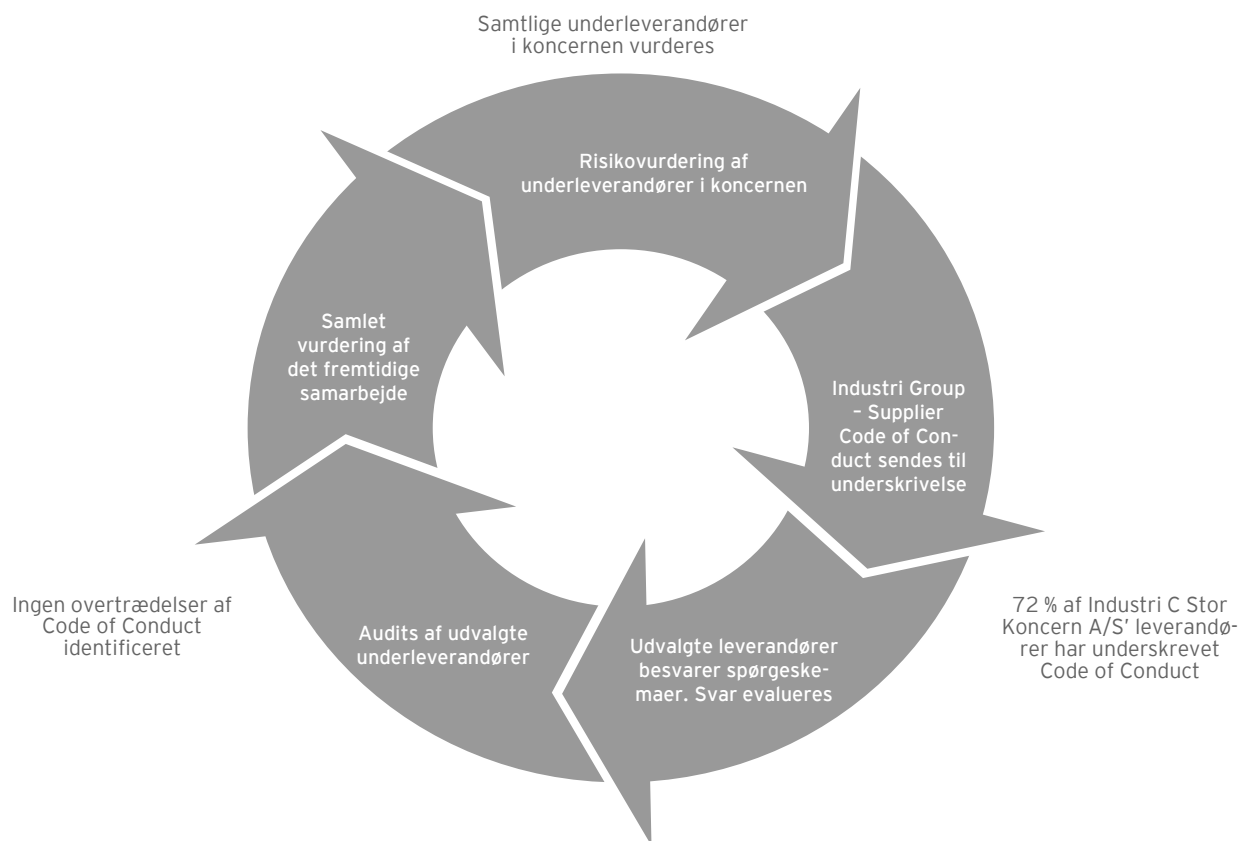 Samtlige underleverandører
i koncernen vurderes
Risikovurdering af
underleverandører i koncernen
Industri Group
– Supplier
Code of Con-
duct sendes til
underskrivelse
72 % af Industri C Stor
Koncern A/S' leverandø-
rer har underskrevet
Code of Conduct
Udvalgte leverandører
besvarer spørgeske-
maer. Svar evalueres
Audits af udvalgte
underleverandører
Ingen overtrædelser af
Code of Conduct
identificeret
Samlet
vurdering af
det fremtidige
samarbejde